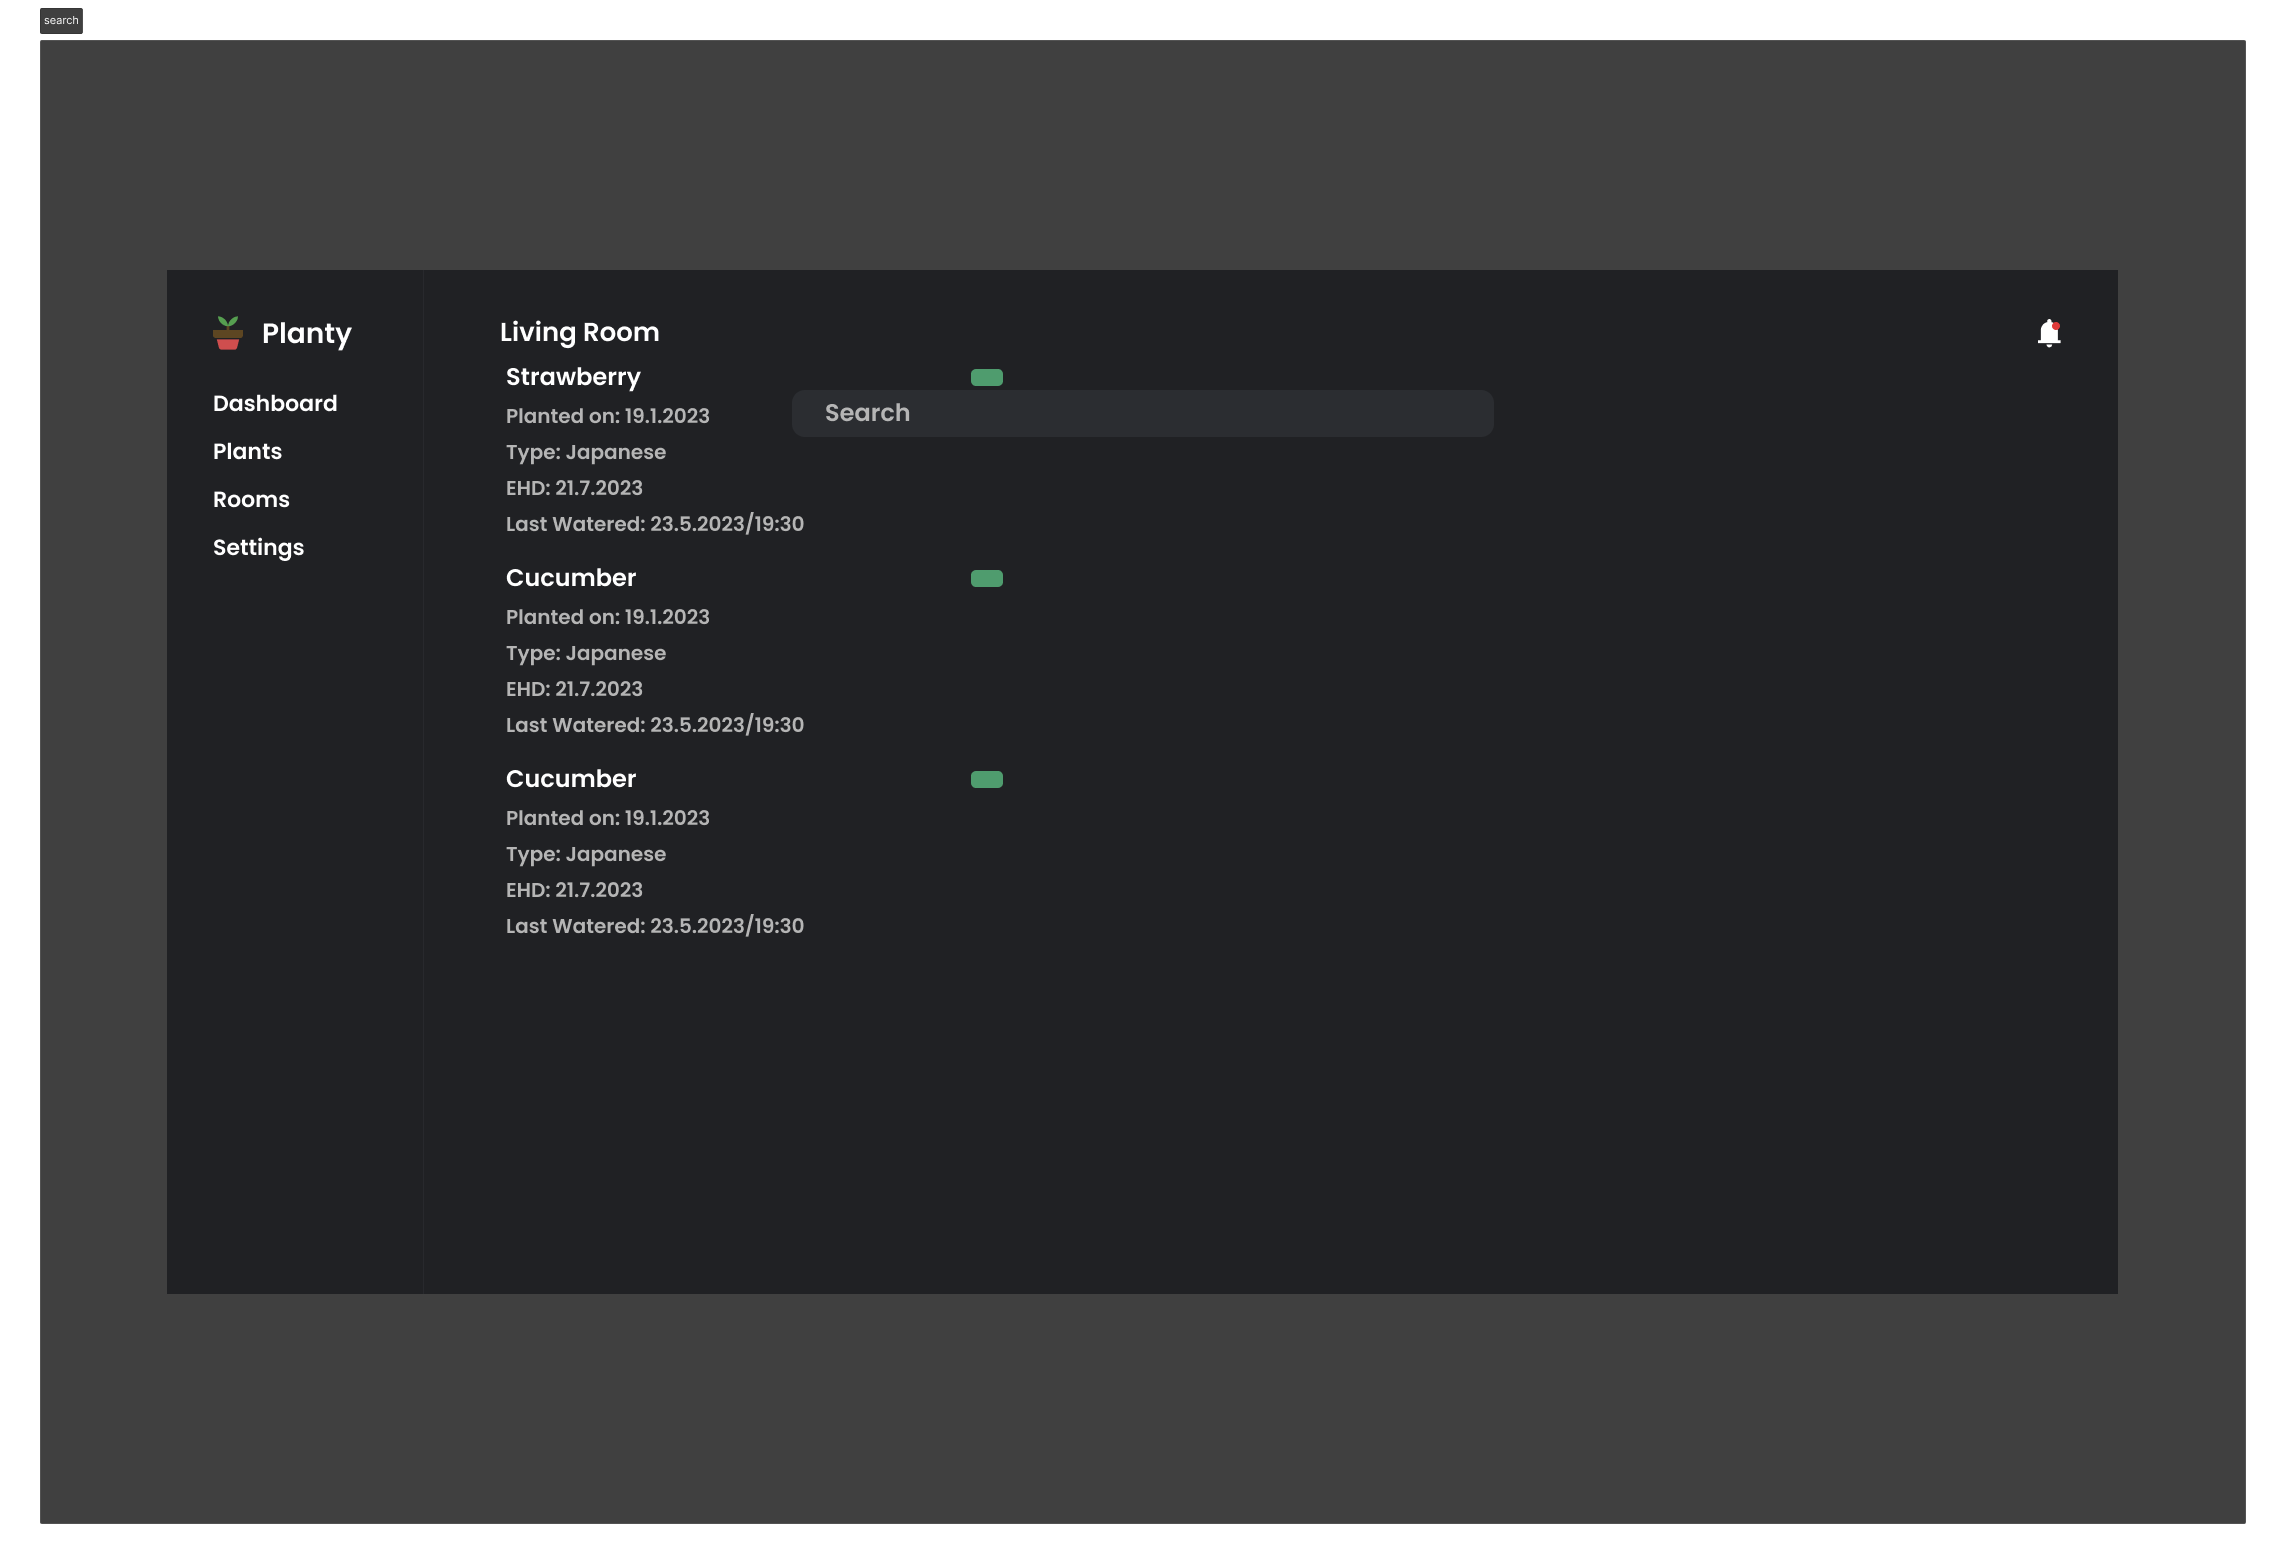 search
Planty
Dashboard
Plants
Rooms
Settings
Living Room
Strawberry
Search
Planted on: 19.1.2023
Type: Japanese
EHD: 21.7.2023
Last Watered: 23.5.2023/19:30
Cucumber
Planted on: 19.1.2023
Type: Japanese
EHD: 21.7.2023
Last Watered: 23.5.2023/19:30
Cucumber
Planted on: 19.1.2023
Type: Japanese
EHD: 21.7.2023
Last Watered: 23.5.2023/19:30